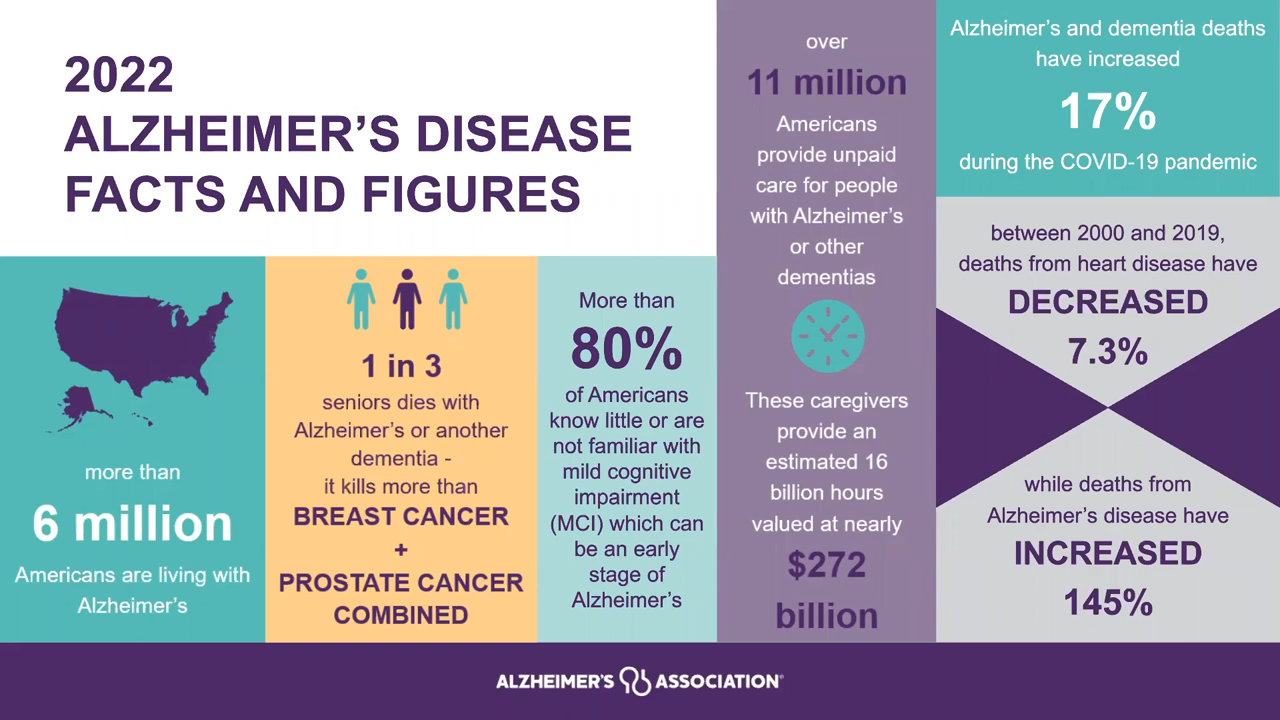 2022
ALZHEIMER'S DISEASE
FACTS AND FIGURES
more than
6 million
Americans are living with
Alzheimer's
1 in 3
seniors dies with
Alzheimer's or another
dementia -
it kills more than
BREAST CANCER
+
PROSTATE CANCER
COMBINED
More than
80%
of Americans
know little or are
not familiar with
mild cognitive
impairment
(MCI) which can
be an early
stage of
Alzheimer's
over
11 million
Americans
provide unpaid
care for people
with Alzheimer's
or other
dementias
These caregivers
provide an
estimated 16
billion hours
valued at nearly
$272
billion
Alzheimer's and dementia deaths
have increased
17%
during the COVID-19 pandemic
between 2000 and 2019,
deaths from heart disease have
DECREASED
7.3%
while deaths from
Alzheimer's disease have
INCREASED
145%
ALZHEIMER'S ASSOCIATION®